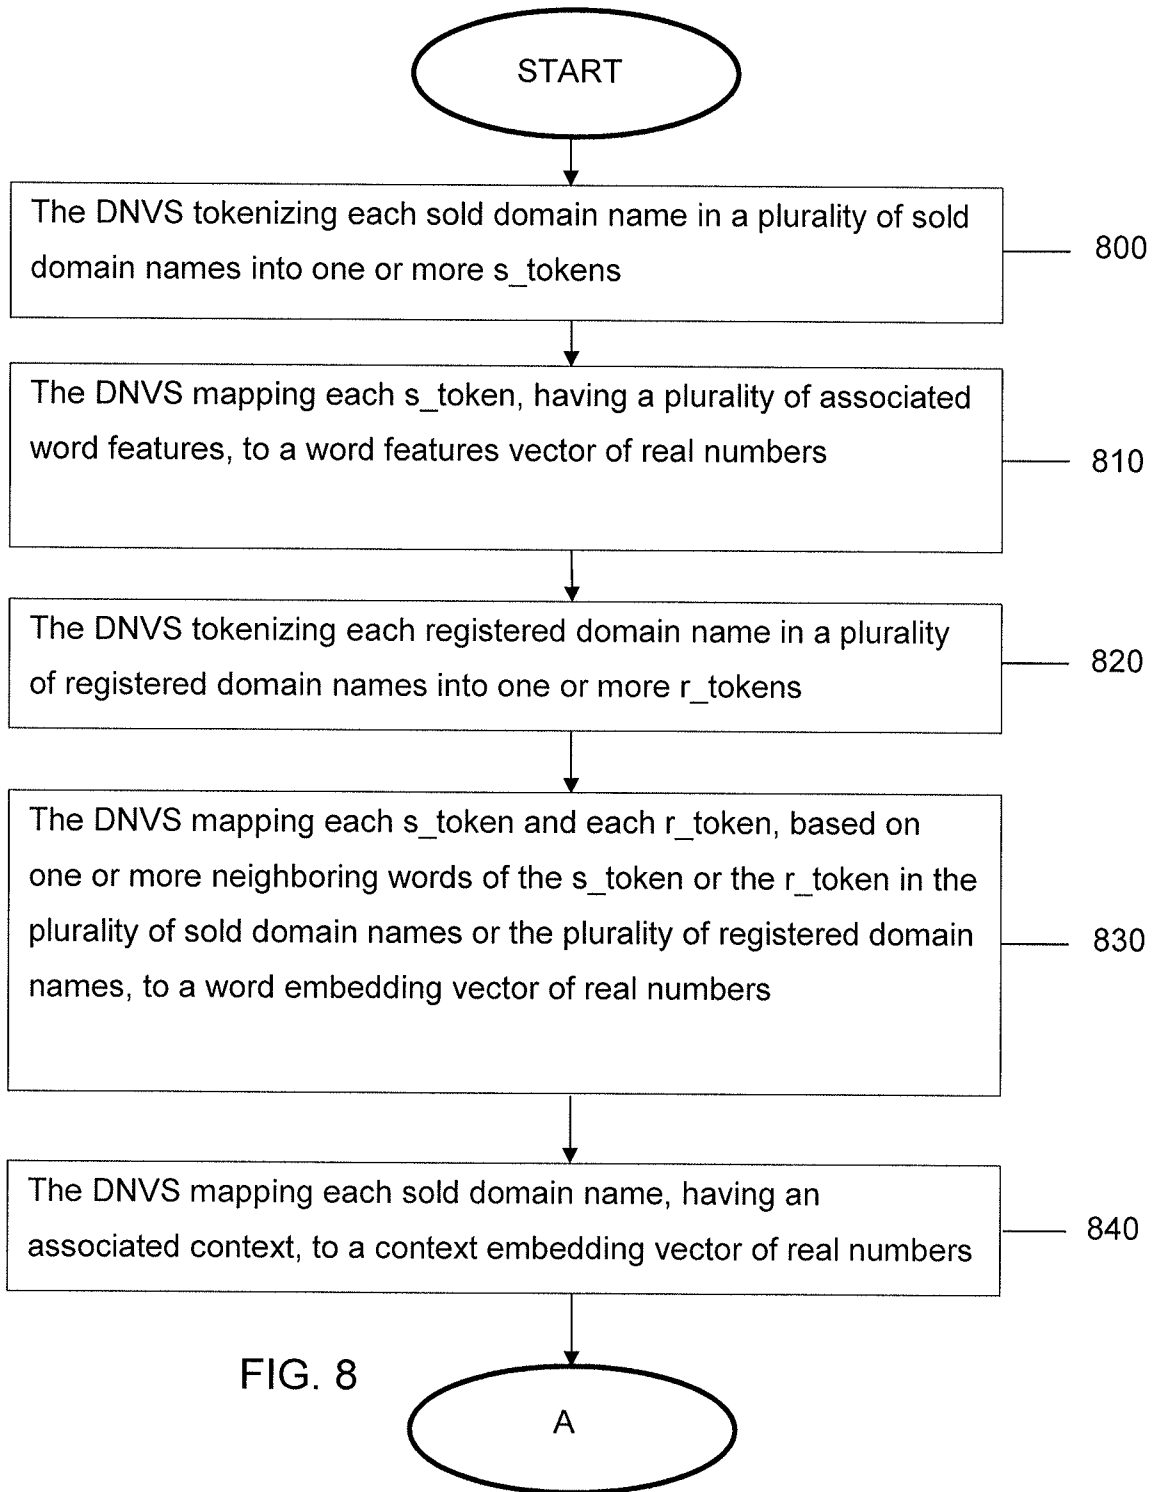 START
The DNVS tokenizing each sold domain name in a plurality of sold
domain names into one or more s_tokens
800
The DNVS mapping each s_token, having a plurality of associated
word features, to a word features vector of real numbers
810
The DNVS tokenizing each registered domain name in a plurality
of registered domain names into one or more r_tokens
820
The DNVS mapping each s_token and each r_token, based on
one or more neighboring words of the s_token or the r_token in the
plurality of sold domain names or the plurality of registered domain
names, to a word embedding vector of real numbers
830
The DNVS mapping each sold domain name, having an
associated context, to a context embedding vector of real numbers
840
FIG. 8
A